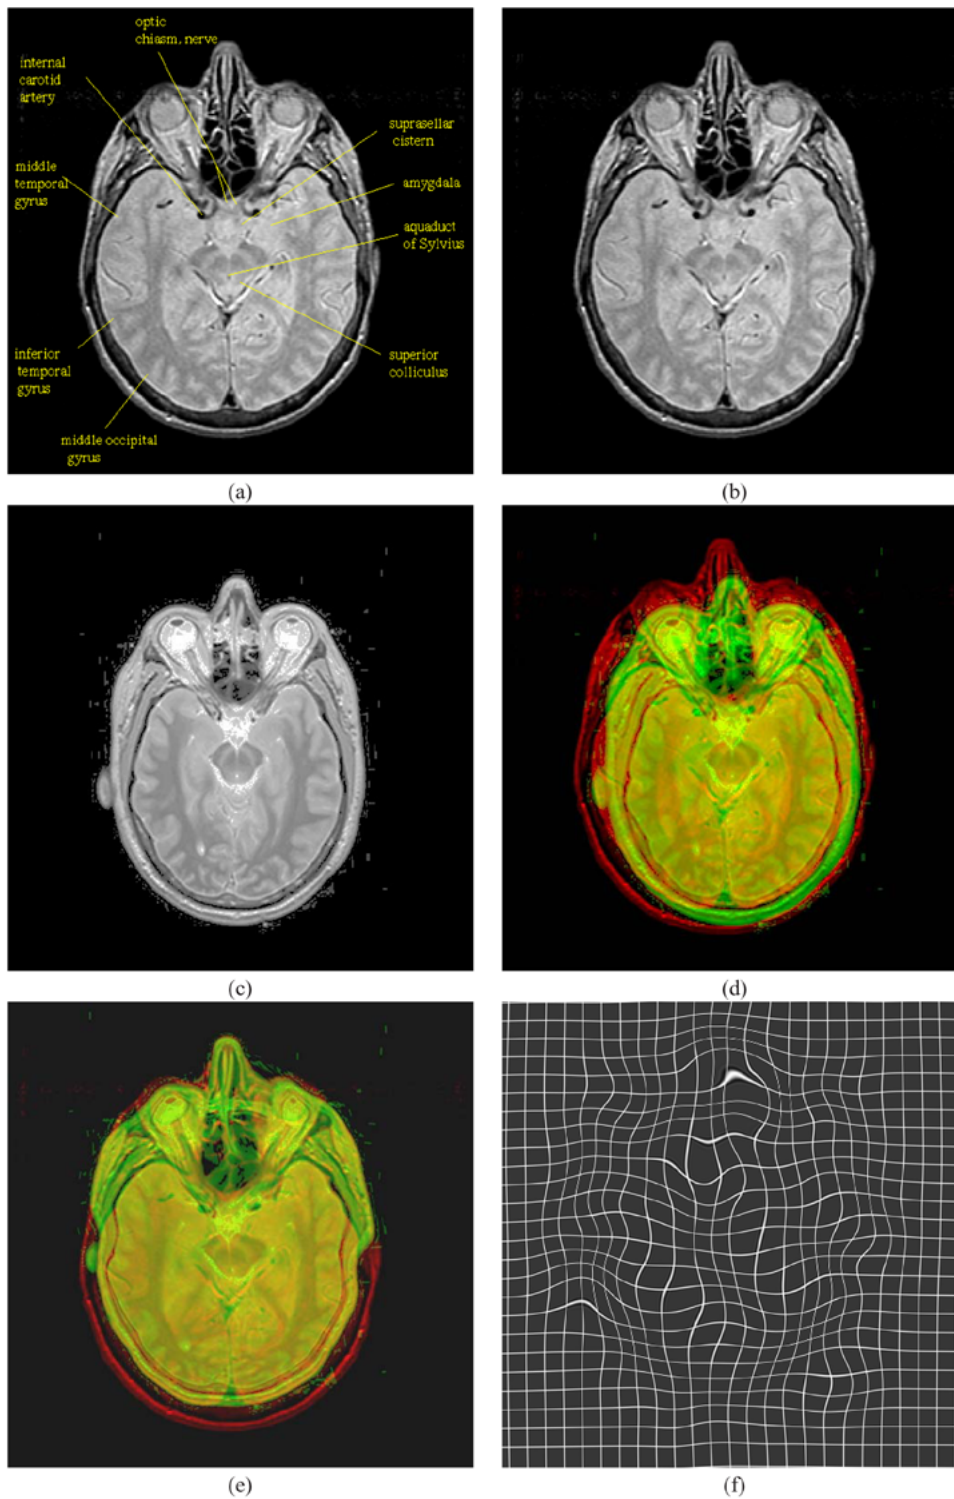 optic
chiasm, nerve
internal
carotid
artery
suprasellar
cistern
middle
temporal
gyrus
amygdala
aquaduct
of Sylvius
inferior
temporal
gyrus
superior
colliculus
middle occipital
gyrus
(a)
(b)
(c)
(d)
(e)
(f)